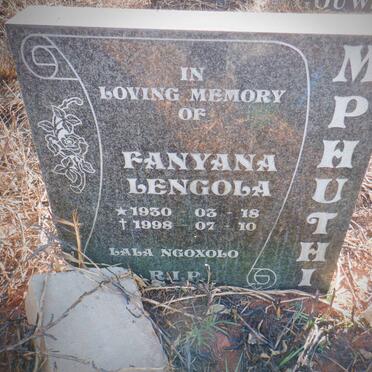 IN
LOVING MEMORY
OF
FANYANA
LENGOLA
★1930 - 03 - 18
†1998 - 07 - 10
LALA NGOXOLO
R.I.P.
MPHUTHI